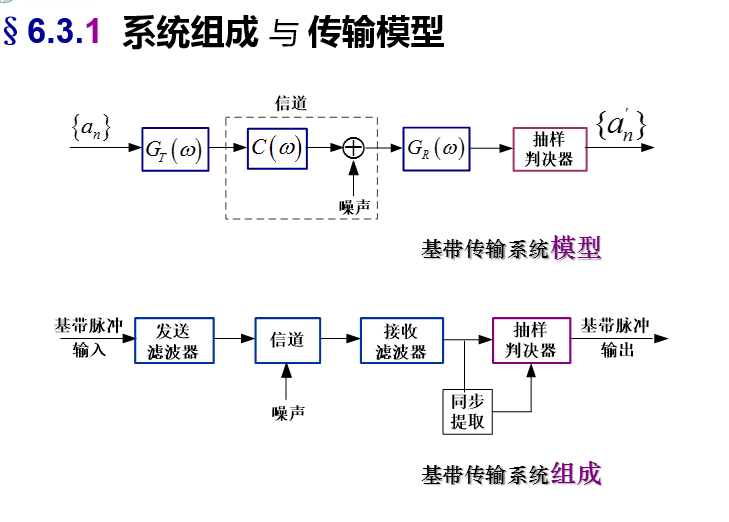 § 6.3.1 系统组成 与 传输模型
信道
{aₙ}
G_T(ω)
C(ω)
⊕
G_R(ω)
抽样
判决器
{a'ₙ}
噪声
基带传输系统模型
基带脉冲
输入
发送
滤波器
信道
接收
滤波器
抽样
判决器
基带脉冲
输出
噪声
同步
提取
基带传输系统组成